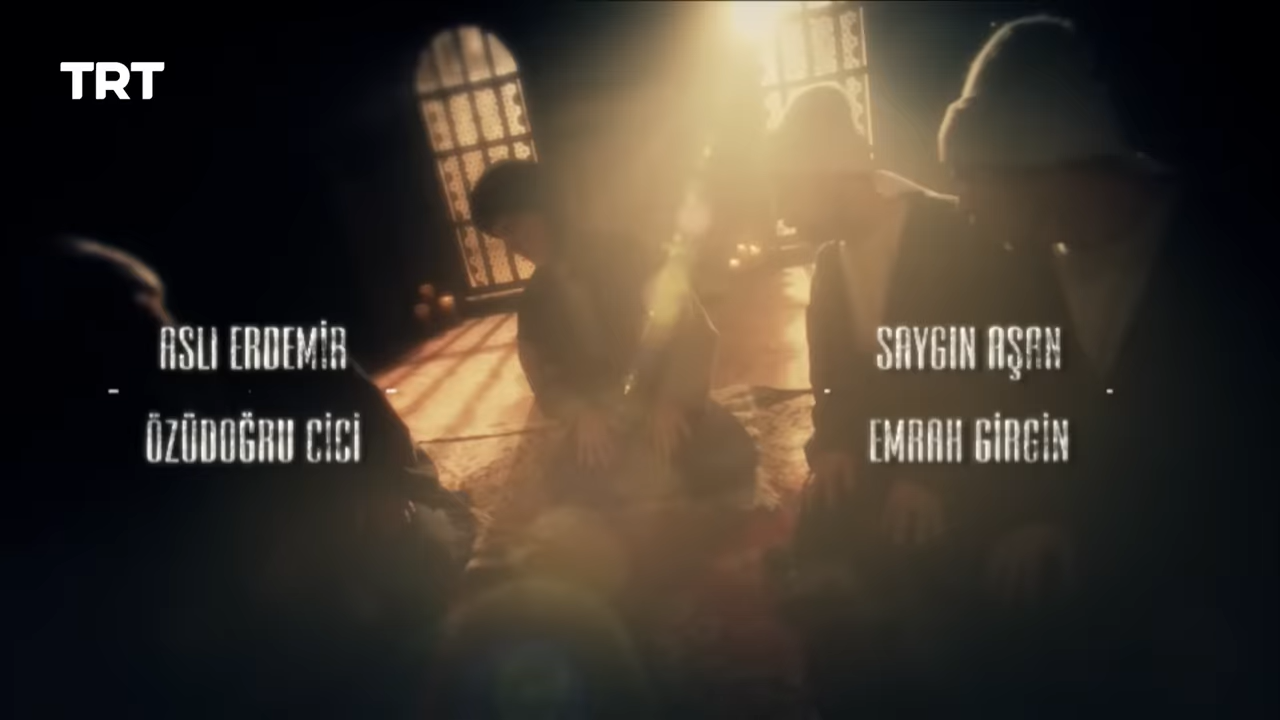 TRT
ASLI ERDEMİR
ÖZÜDOĞRU CİCİ
SAYGIN AŞAN
EMRAH GİRGİN